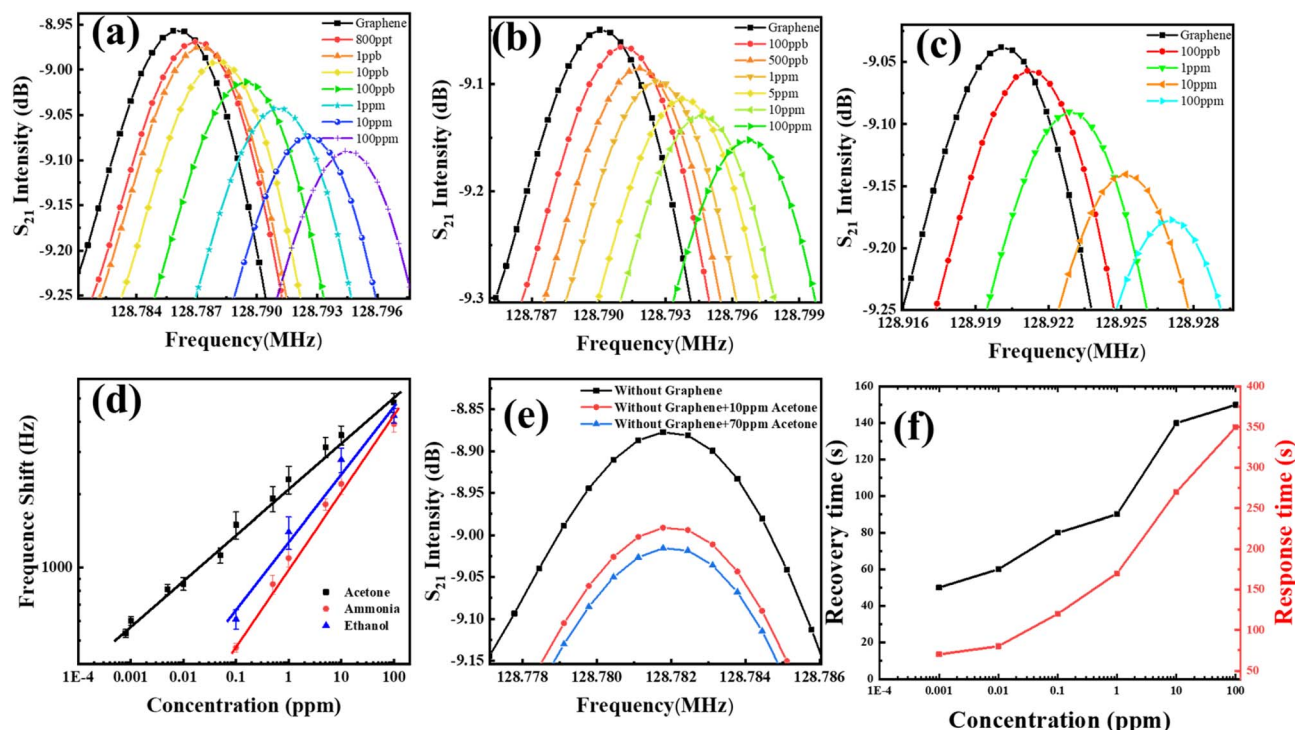 (a)
Graphene
800ppt
1ppb
10ppb
100ppb
1ppm
10ppm
100ppm
-8.95
-9.00
-9.05
-9.10
-9.15
-9.20
-9.25
S21 Intensity (dB)
128.784 128.787 128.790 128.793 128.796
Frequency(MHz)
(b)
Graphene
100ppb
500ppb
1ppm
5ppm
10ppm
100ppm
-9.1
-9.2
-9.3
S21 Intensity (dB)
128.787 128.790 128.793 128.796 128.799
Frequency(MHz)
(c)
Graphene
100ppb
1ppm
10ppm
100ppm
-9.05
-9.10
-9.15
-9.20
-9.25
S21 Intensity (dB)
128.916 128.919 128.922 128.925 128.928
Frequency(MHz)
(d)
Frequence Shift (Hz)
1000
Acetone
Ammonia
Ethanol
1E-4 0.001 0.01 0.1 1 10 100
Concentration (ppm)
(e)
Without Graphene
Without Graphene+10ppm Acetone
Without Graphene+70ppm Acetone
-8.85
-8.90
-8.95
-9.00
-9.05
-9.10
-9.15
S21 Intensity (dB)
128.778 128.780 128.782 128.784 128.786
Frequency(MHz)
(f)
160
140
120
100
80
60
40
20
0
Recovery time (s)
400
350
300
250
200
150
100
50
Response time (s)
1E-4 0.001 0.01 0.1 1 10 100
Concentration (ppm)